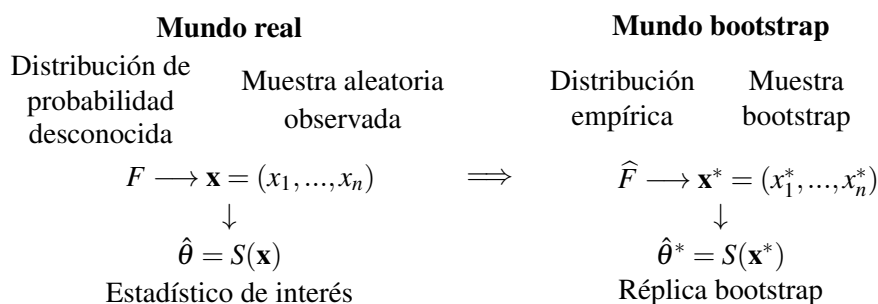 Mundo real
Distribución de
probabilidad
desconocida
Muestra aleatoria
observada
F ⟶ x = (x₁,...,xₙ)
↓
θ̂ = S(x)
Estadístico de interés
⟹
Mundo bootstrap
Distribución
empírica
Muestra
bootstrap
F̂ ⟶ x* = (x₁*,...,xₙ*)
↓
θ̂* = S(x*)
Réplica bootstrap